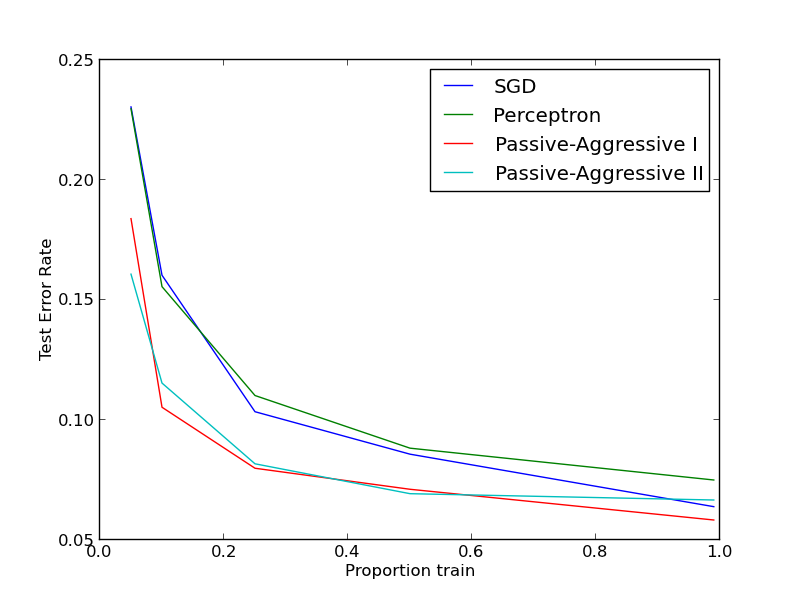 0.25
0.20
0.15
0.10
0.05
Test Error Rate
SGD
Perceptron
Passive-Aggressive I
Passive-Aggressive II
0.0 0.2 0.4 0.6 0.8 1.0
Proportion train